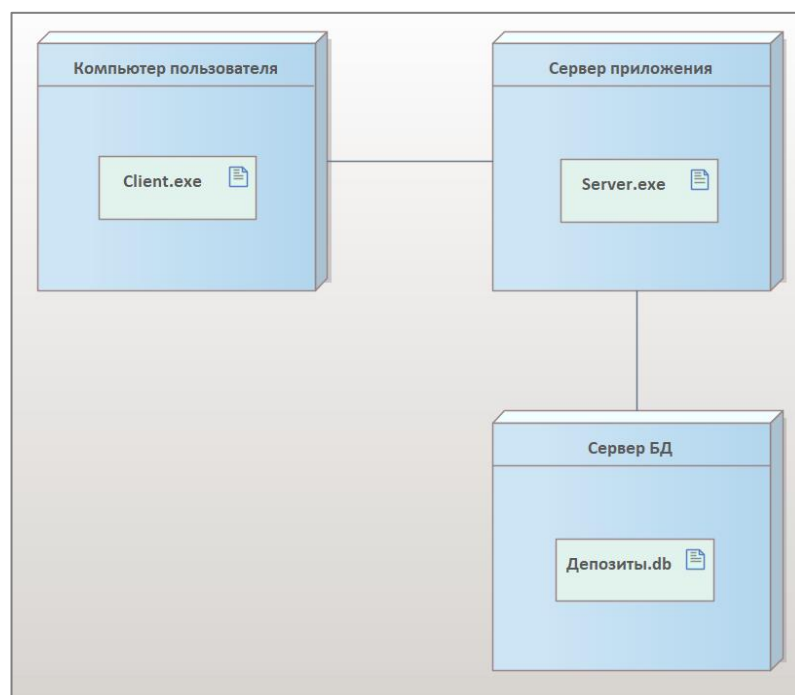 Компьютер пользователя
Сервер приложения
Client.exe
Server.exe
Сервер БД
Депозиты.db